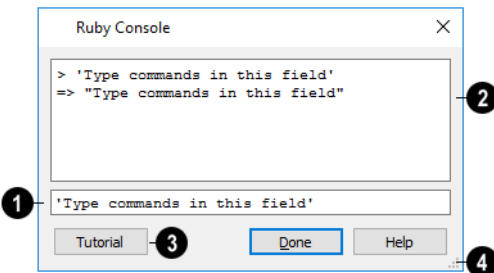 Ruby Console
> 'Type commands in this field'
=> "Type commands in this field"
2
1
'Type commands in this field'
Tutorial 3 Done Help
4